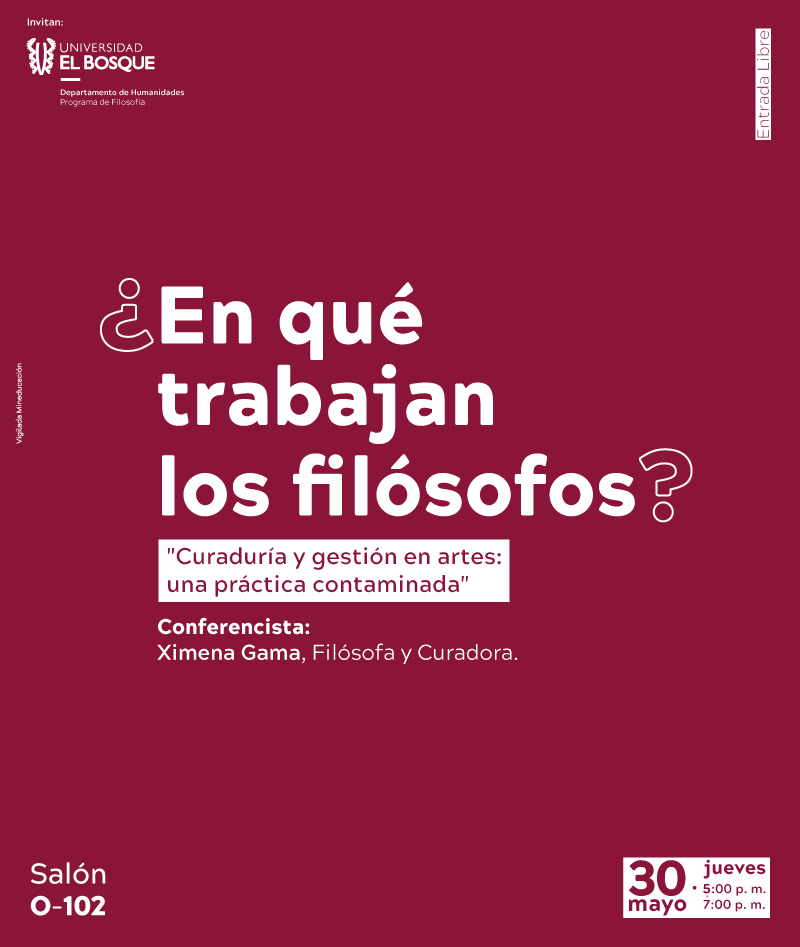 Invitan:
UNIVERSIDAD
EL BOSQUE
Departamento de Humanidades
Programa de Filosofía
Entrada Libre
¿En qué
trabajan
los filósofos?
Vigilada Mineducación
"Curaduría y gestión en artes:
una práctica contaminada"
Conferencista:
Ximena Gama, Filósofa y Curadora.
Salón
O-102
30
mayo
jueves
• 5:00 p. m.
a
7:00 p. m.